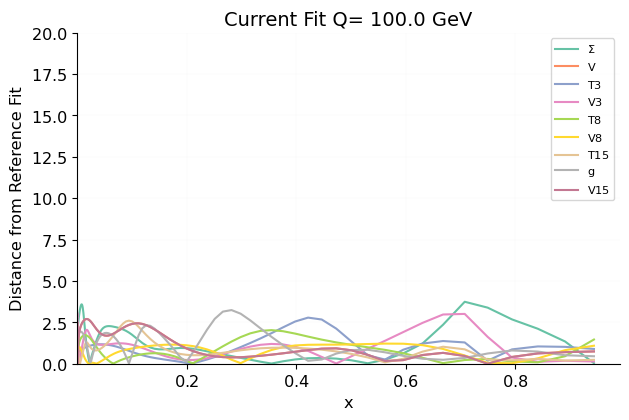 Current Fit Q= 100.0 GeV
Distance from Reference Fit
20.0
17.5
15.0
12.5
10.0
7.5
5.0
2.5
0.0
0.2
0.4
0.6
0.8
x
Σ
V
T3
V3
T8
V8
T15
g
V15